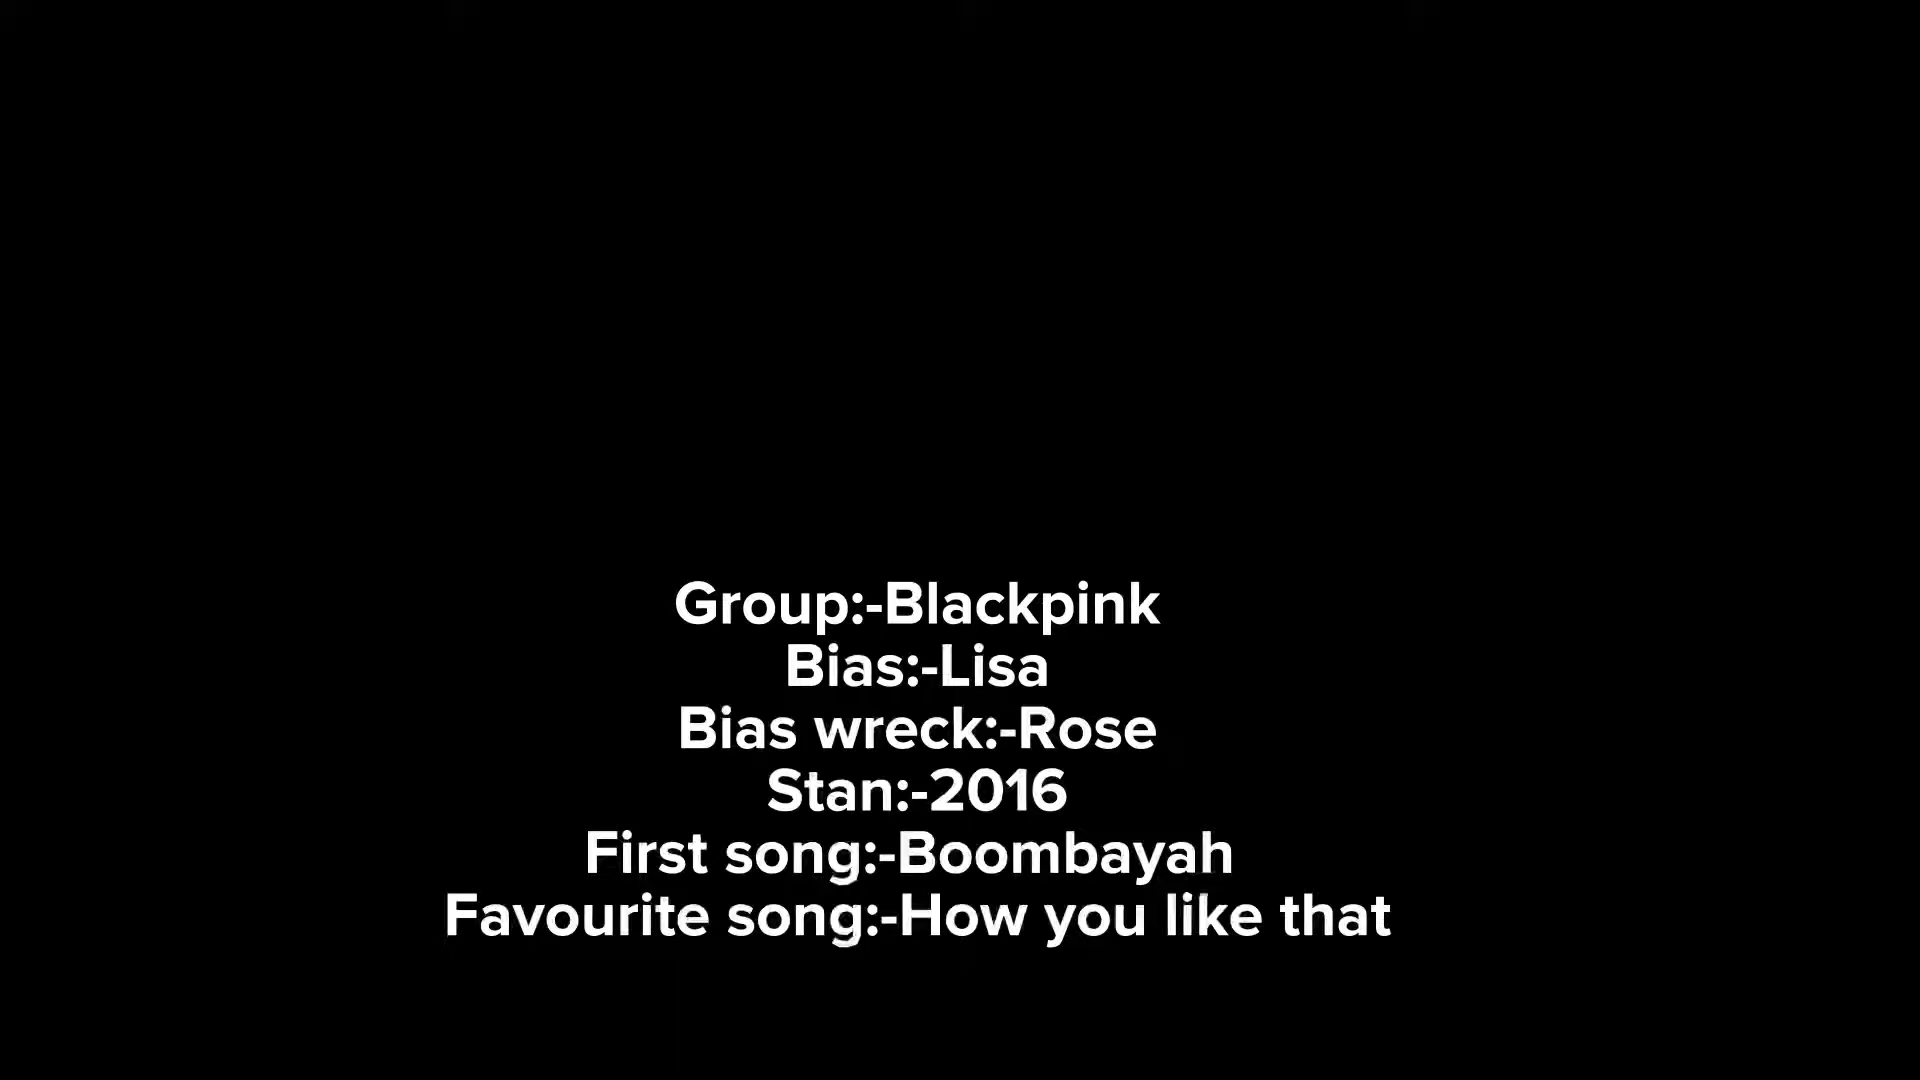 Group:-Blackpink
Bias:-Lisa
Bias wreck:-Rose
Stan:-2016
First song:-Boombayah
Favourite song:-How you like that